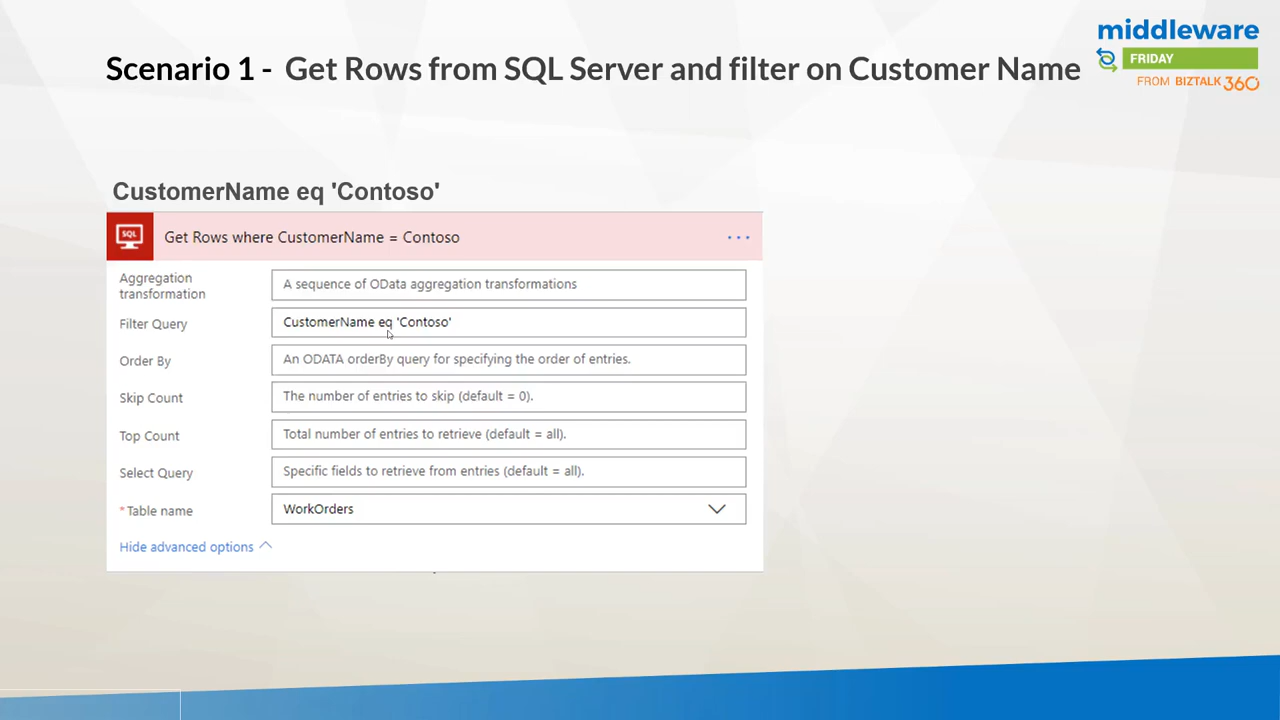 Scenario 1 - Get Rows from SQL Server and filter on Customer Name
middleware
FRIDAY
FROM BIZTALK360
CustomerName eq 'Contoso'
SQL
Get Rows where CustomerName = Contoso
Aggregation
transformation
A sequence of OData aggregation transformations
Filter Query
CustomerName eq 'Contoso'
Order By
An ODATA orderBy query for specifying the order of entries.
Skip Count
The number of entries to skip (default = 0).
Top Count
Total number of entries to retrieve (default = all).
Select Query
Specific fields to retrieve from entries (default = all).
* Table name
WorkOrders
Hide advanced options